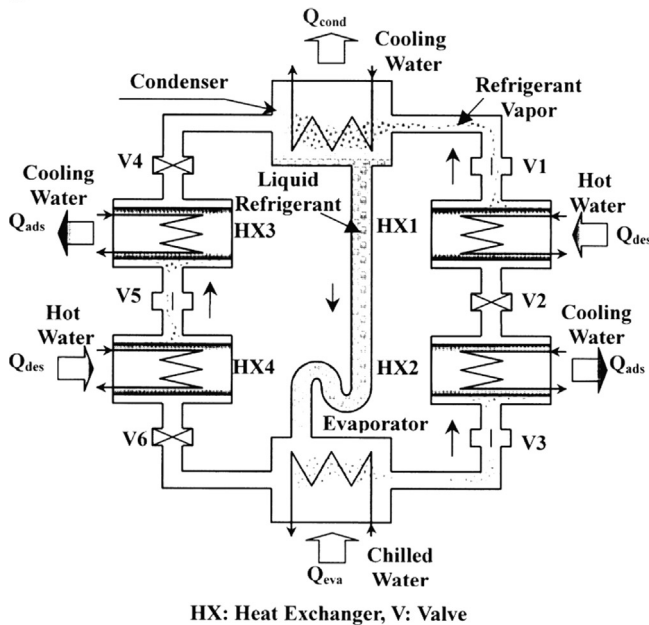 Qcond
Cooling
Water
Condenser
Refrigerant
Vapor
V4
V1
Cooling
Water
Liquid
Refrigerant
Hot
Water
Qads
HX3
HX1
Qdes
V5
V2
Hot
Water
Cooling
Water
Qdes
HX4
HX2
Qads
Evaporator
V6
V3
Chilled
Water
Qeva
HX: Heat Exchanger, V: Valve